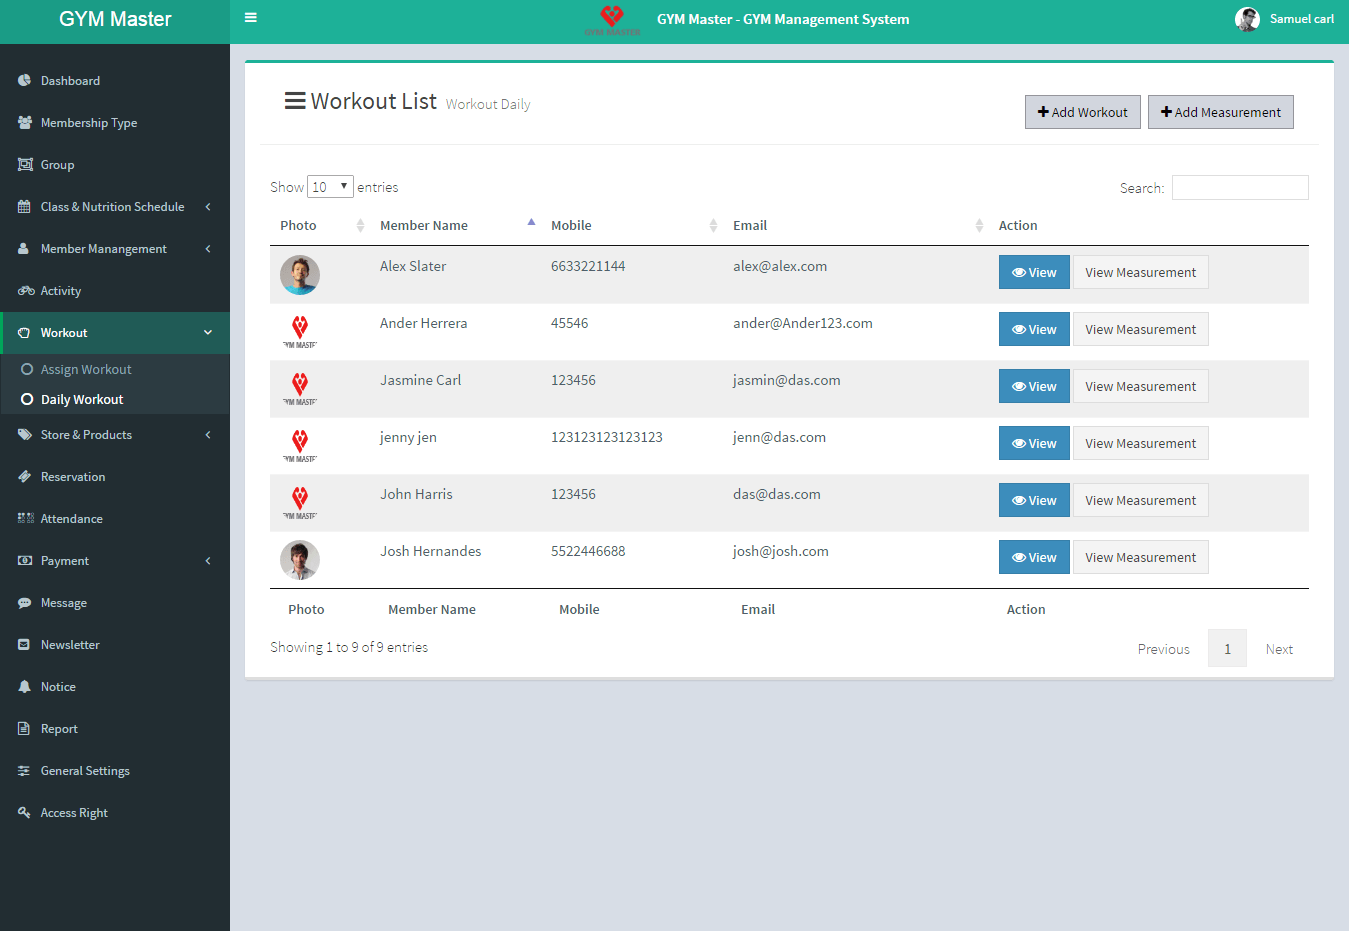 GYM Master
GYM MASTER
GYM Master - GYM Management System
Samuel carl
Dashboard
Membership Type
Group
Class & Nutrition Schedule
Member Manangement
Activity
Workout
Assign Workout
Daily Workout
Store & Products
Reservation
Attendance
Payment
Message
Newsletter
Notice
Report
General Settings
Access Right
Workout List Workout Daily
Add Workout
Add Measurement
Show 10 entries
Search:
Photo Member Name Mobile Email Action
Alex Slater 6633221144 alex@alex.com View View Measurement
Ander Herrera 45546 ander@Ander123.com View View Measurement
GYM MASTE
Jasmine Carl 123456 jasmin@das.com View View Measurement
GYM MASTE
jenny jen 123123123123123 jenn@das.com View View Measurement
GYM MASTE
John Harris 123456 das@das.com View View Measurement
GYM MASTE
Josh Hernandes 5522446688 josh@josh.com View View Measurement
Photo Member Name Mobile Email Action
Showing 1 to 9 of 9 entries
Previous 1 Next